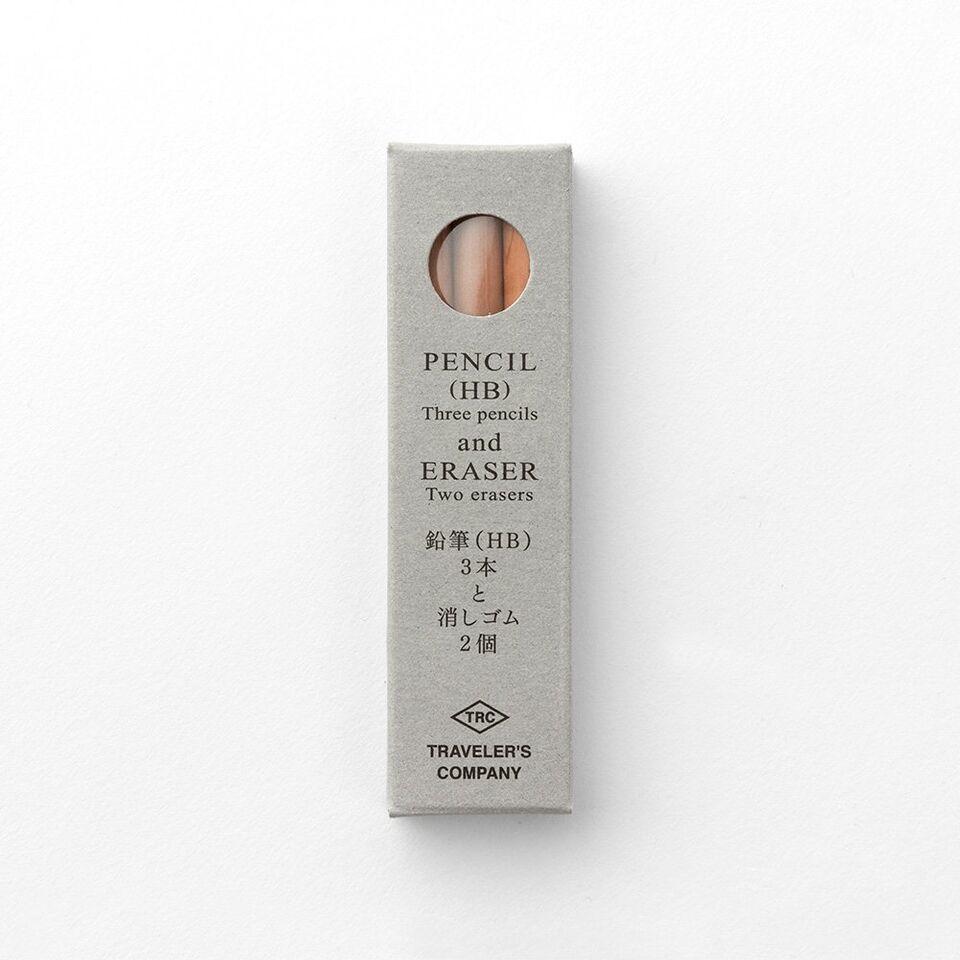 PENCIL
(HB)
Three pencils
and
ERASER
Two erasers
鉛筆(HB)
3本
と
消しゴム
2個
TRC
TRAVELER'S
COMPANY